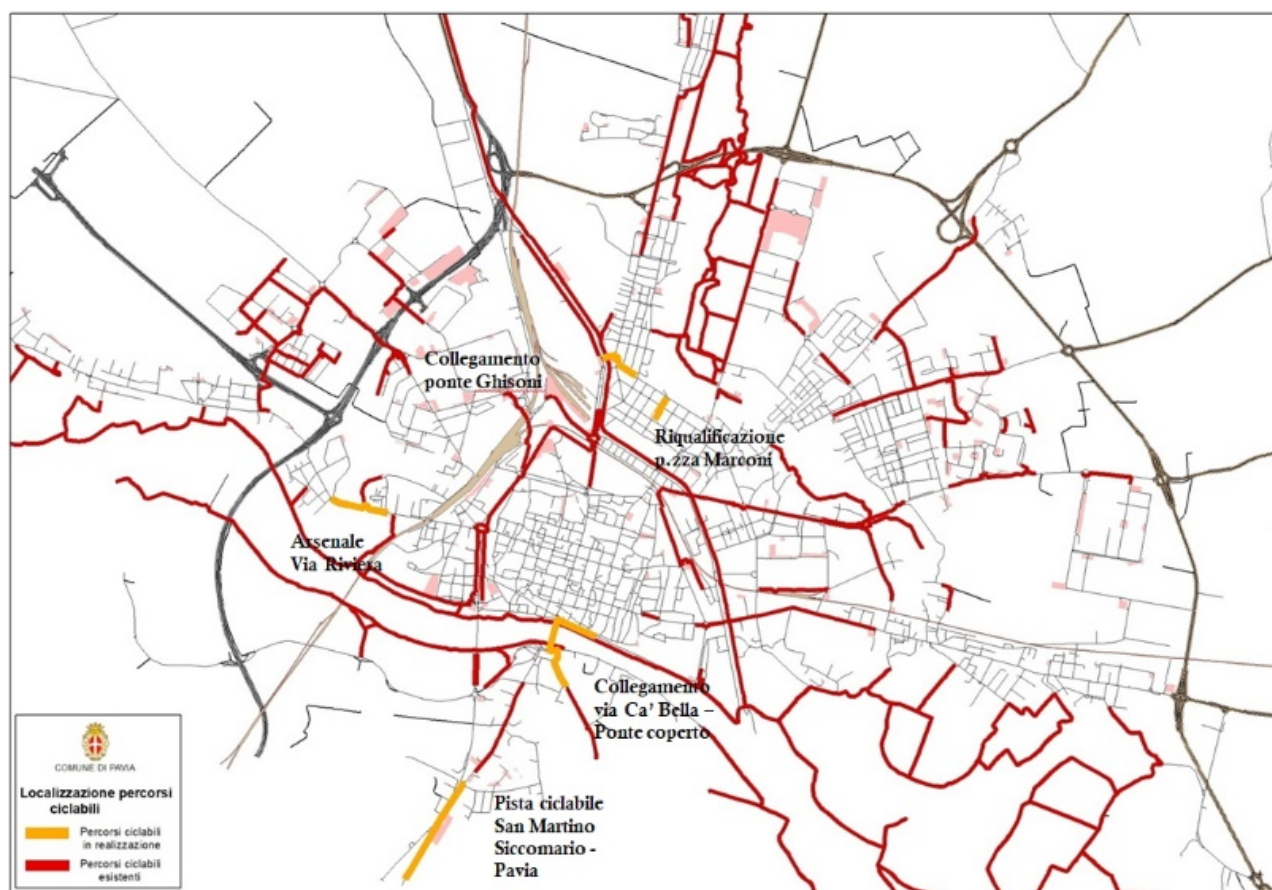 Collegamento
ponte Ghisoni
Riqualificazione
p.zza Marconi
Arsenale
Via Riviera
Collegamento
via Ca' Bella –
Ponte coperto
Pista ciclabile
San Martino
Siccomario -
Pavia
COMUNE DI PAVIA
Localizzazione percorsi
ciclabili
Percorsi ciclabili
in realizzazione
Percorsi ciclabili
esistenti